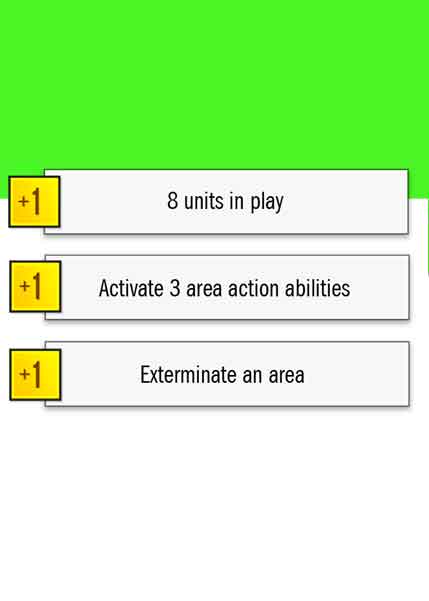 +1 8 units in play
+1 Activate 3 area action abilities
+1 Exterminate an area